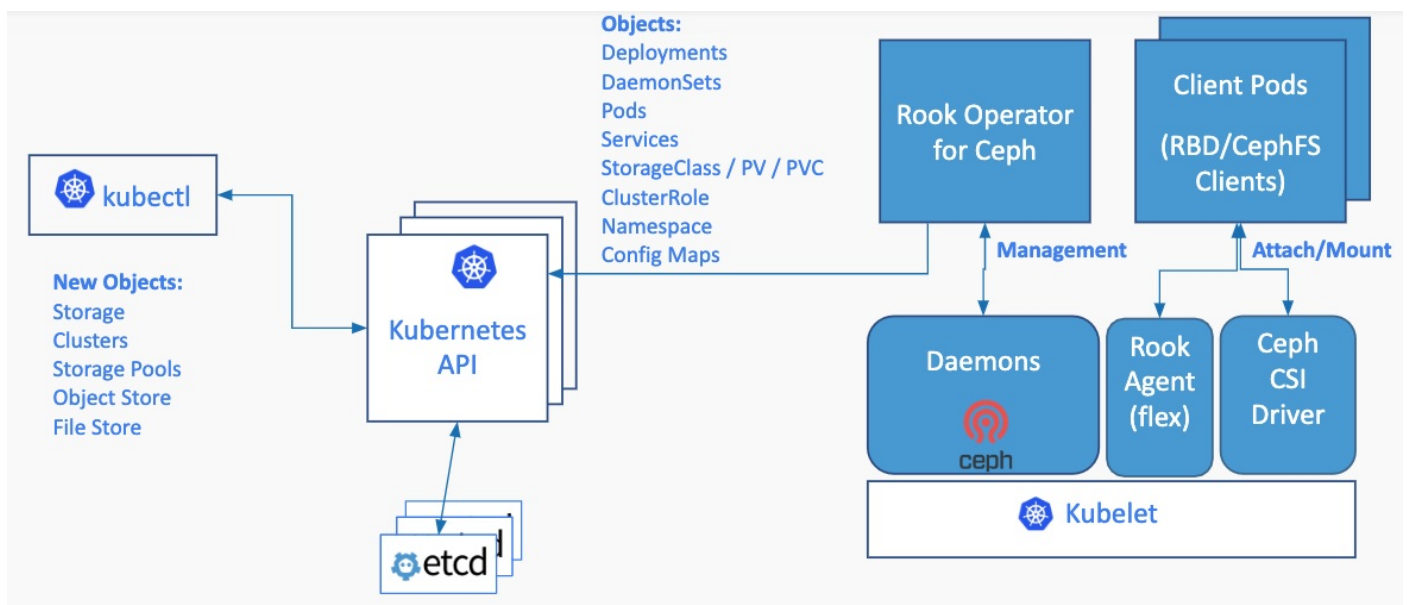 Objects:
Deployments
DaemonSets
Pods
Services
StorageClass / PV / PVC
ClusterRole
Namespace
Config Maps
kubectl
New Objects:
Storage
Clusters
Storage Pools
Object Store
File Store
Kubernetes
API
etcd
Rook Operator
for Ceph
Client Pods
(RBD/CephFS
Clients)
Management
Attach/Mount
Daemons
ceph
Rook
Agent
(flex)
Ceph
CSI
Driver
Kubelet